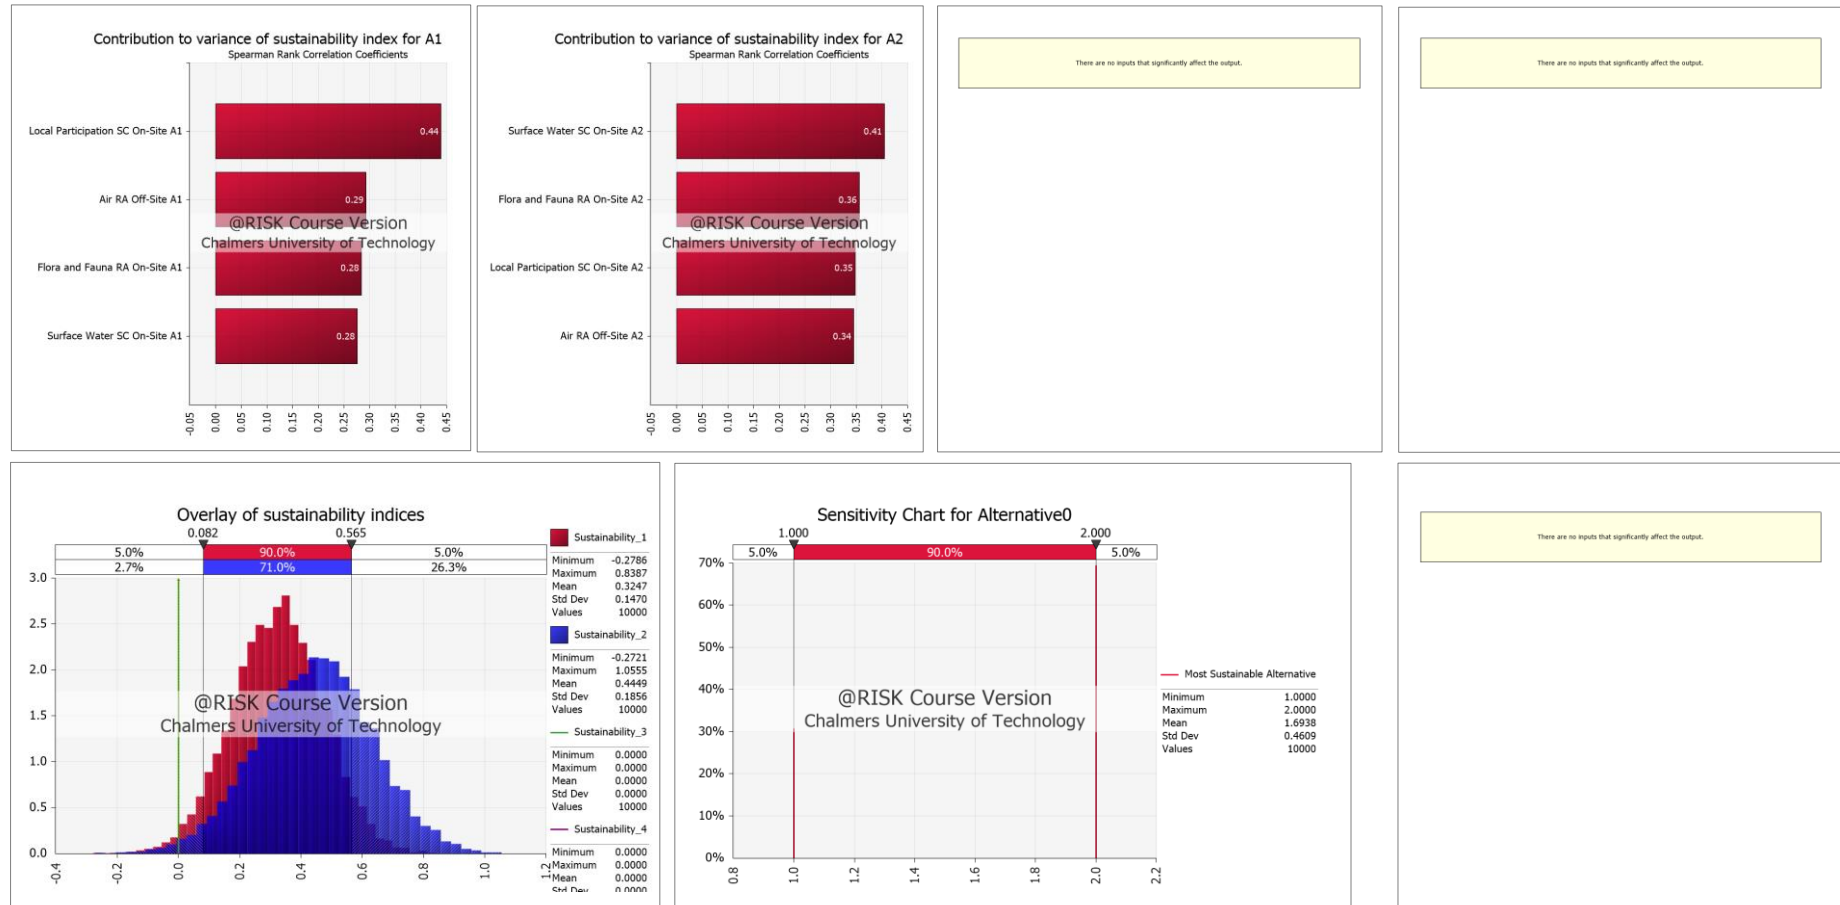 Contribution to variance of sustainability index for A1
Spearman Rank Correlation Coefficients
Local Participation SC On-Site A1
0.44
Air RA Off-Site A1
0.29
Flora and Fauna RA On-Site A1
0.28
Surface Water SC On-Site A1
0.28
@RISK Course Version
Chalmers University of Technology
-0.05
0.00
0.05
0.10
0.15
0.20
0.25
0.30
0.35
0.40
0.45
Contribution to variance of sustainability index for A2
Spearman Rank Correlation Coefficients
Surface Water SC On-Site A2
0.41
Flora and Fauna RA On-Site A2
0.36
Local Participation SC On-Site A2
0.35
Air RA Off-Site A2
0.34
@RISK Course Version
Chalmers University of Technology
-0.05
0.00
0.05
0.10
0.15
0.20
0.25
0.30
0.35
0.40
0.45
There are no inputs that significantly affect the output.
There are no inputs that significantly affect the output.
Overlay of sustainability indices
0.082 0.565
5.0% 90.0% 5.0%
2.7% 71.0% 26.3%
3.0
2.5
2.0
1.5
1.0
0.5
0.0
-0.4
-0.2
0.0
0.2
0.4
0.6
0.8
1.0
1.2
@RISK Course Version
Chalmers University of Technology
Sustainability_1
Minimum -0.2786
Maximum 0.8387
Mean 0.3247
Std Dev 0.1470
Values 10000
Sustainability_2
Minimum -0.2721
Maximum 1.0555
Mean 0.4449
Std Dev 0.1856
Values 10000
Sustainability_3
Minimum 0.0000
Maximum 0.0000
Mean 0.0000
Std Dev 0.0000
Values 10000
Sustainability_4
Minimum 0.0000
Maximum 0.0000
Mean 0.0000
Std Dev 0.0000
Sensitivity Chart for Alternative0
1.000 2.000
5.0% 90.0% 5.0%
70%
60%
50%
40%
30%
20%
10%
0%
0.8
1.0
1.2
1.4
1.6
1.8
2.0
2.2
@RISK Course Version
Chalmers University of Technology
Most Sustainable Alternative
Minimum 1.0000
Maximum 2.0000
Mean 1.6938
Std Dev 0.4609
Values 10000
There are no inputs that significantly affect the output.